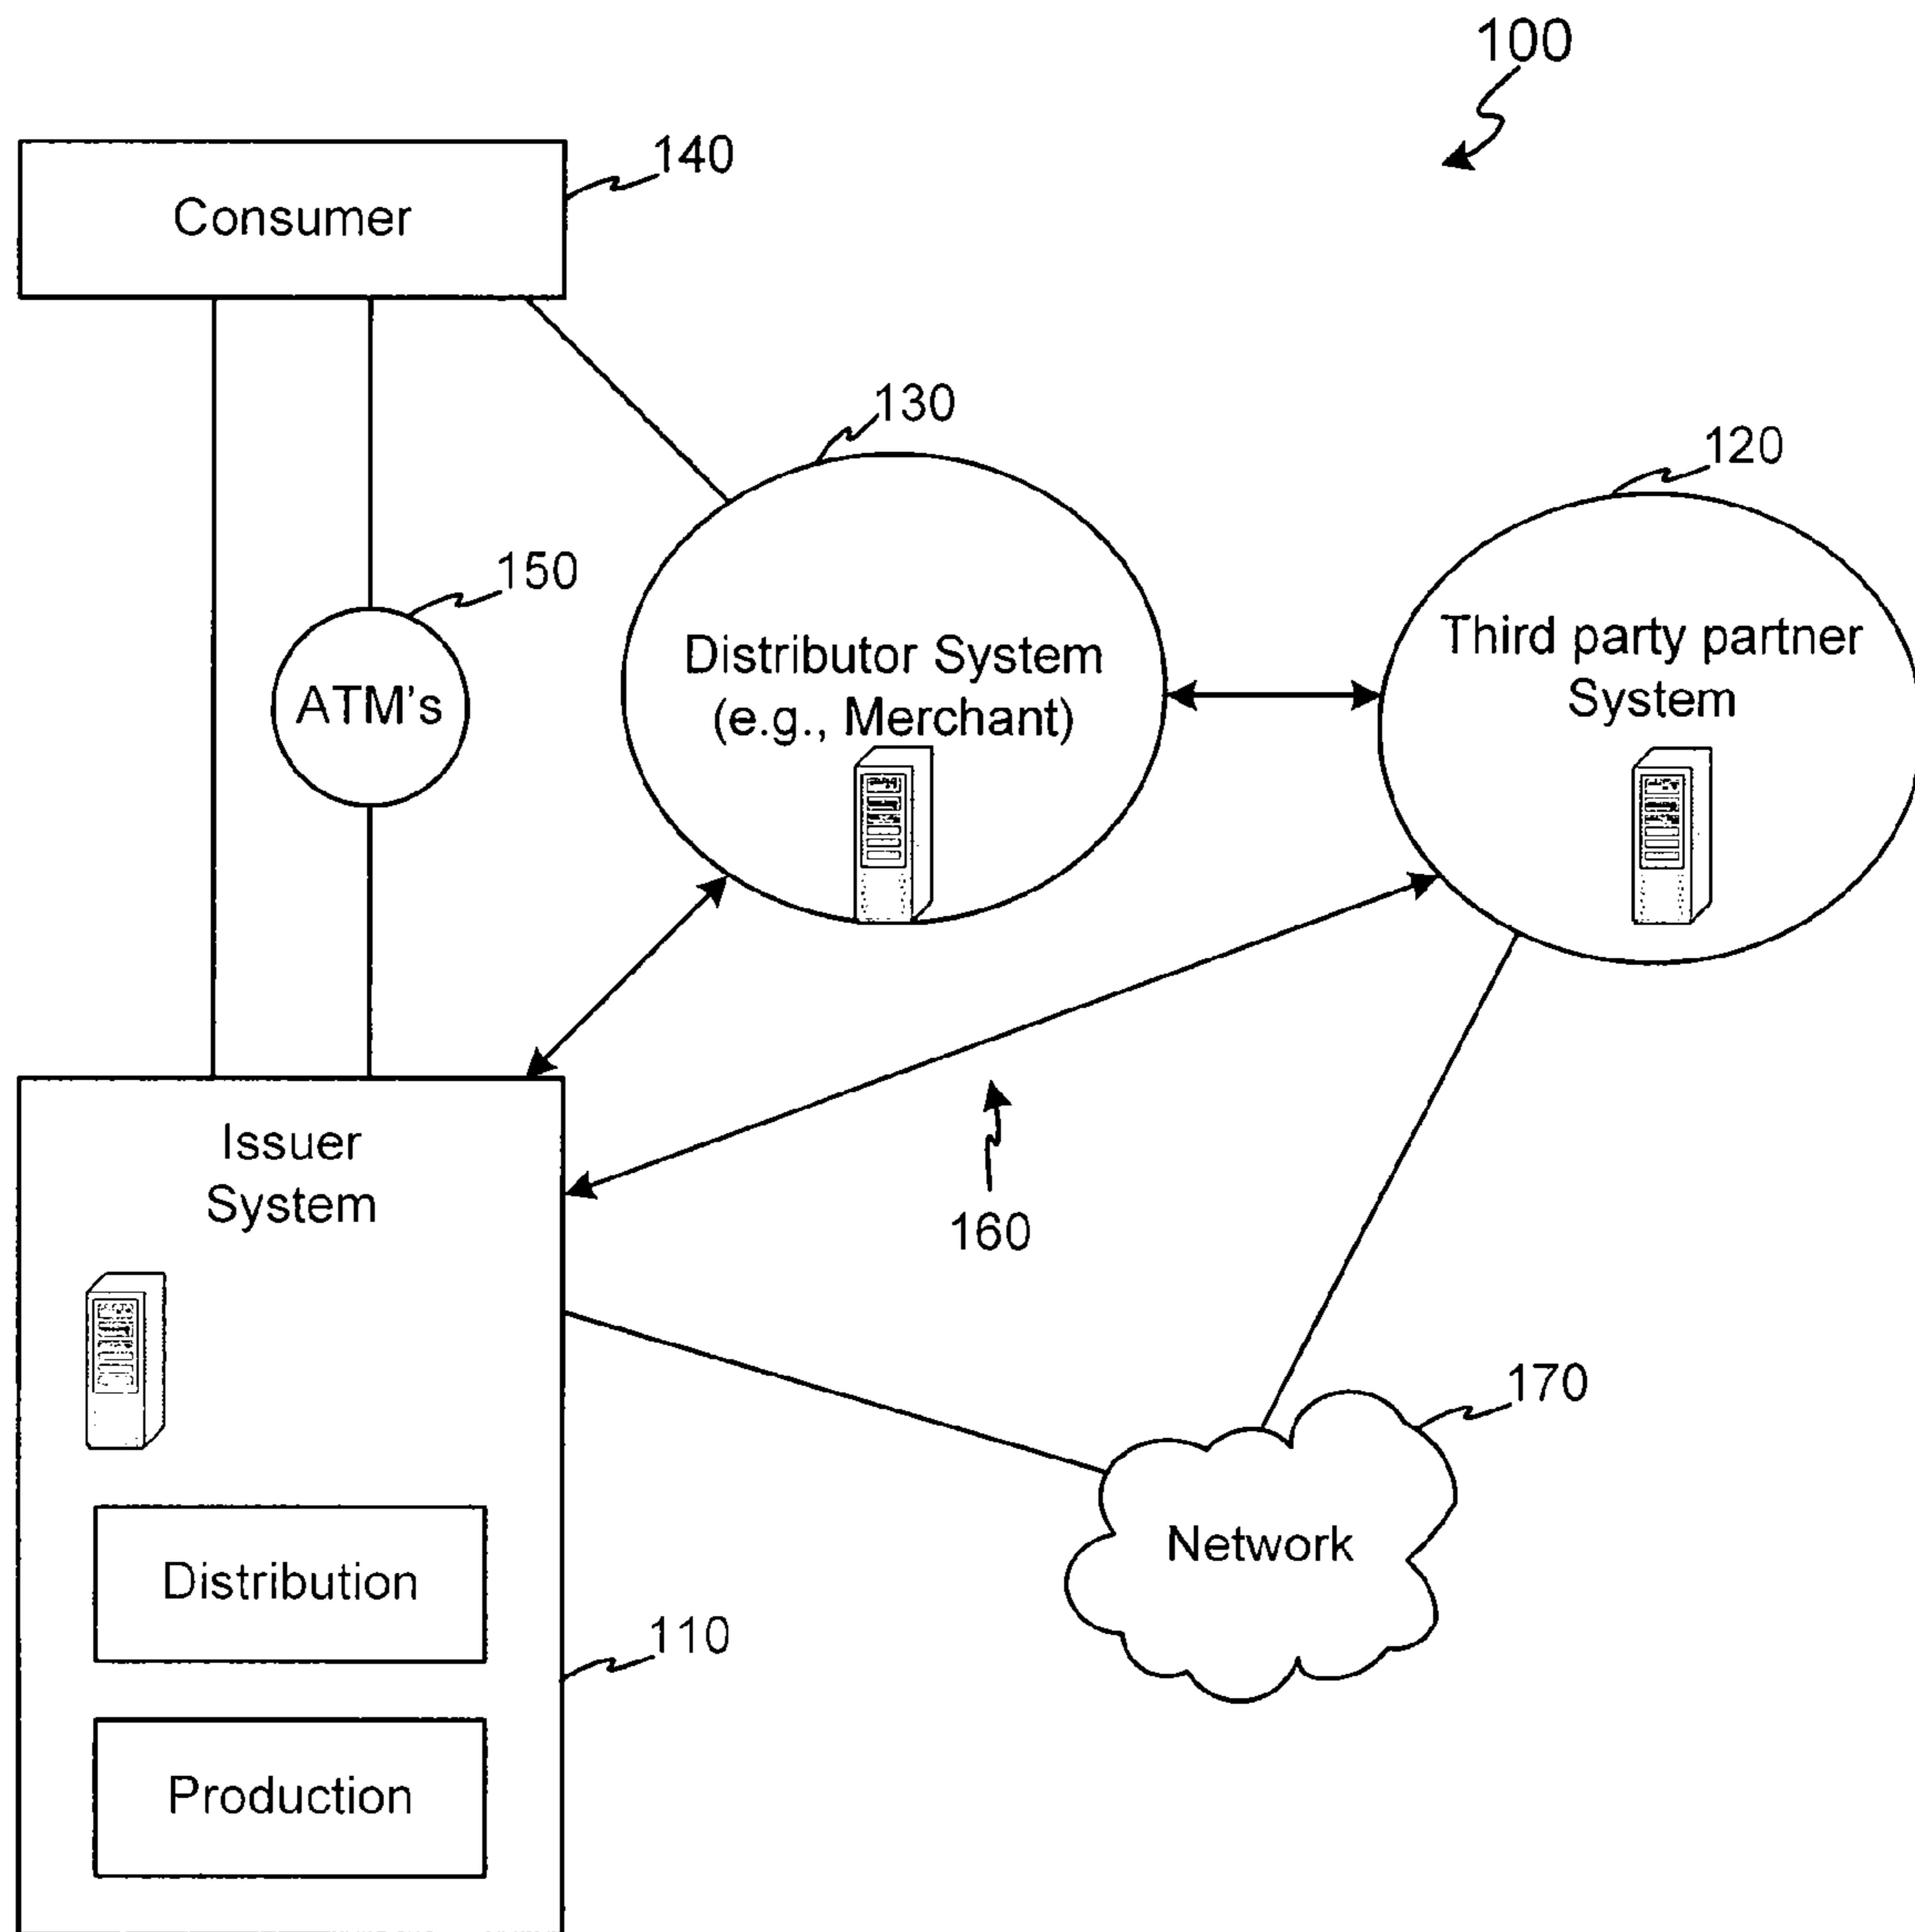 100
140
Consumer
130
120
150
ATM's
Distributor System
(e.g., Merchant)
Third party partner
System
Issuer
System
160
170
Network
Distribution
110
Production